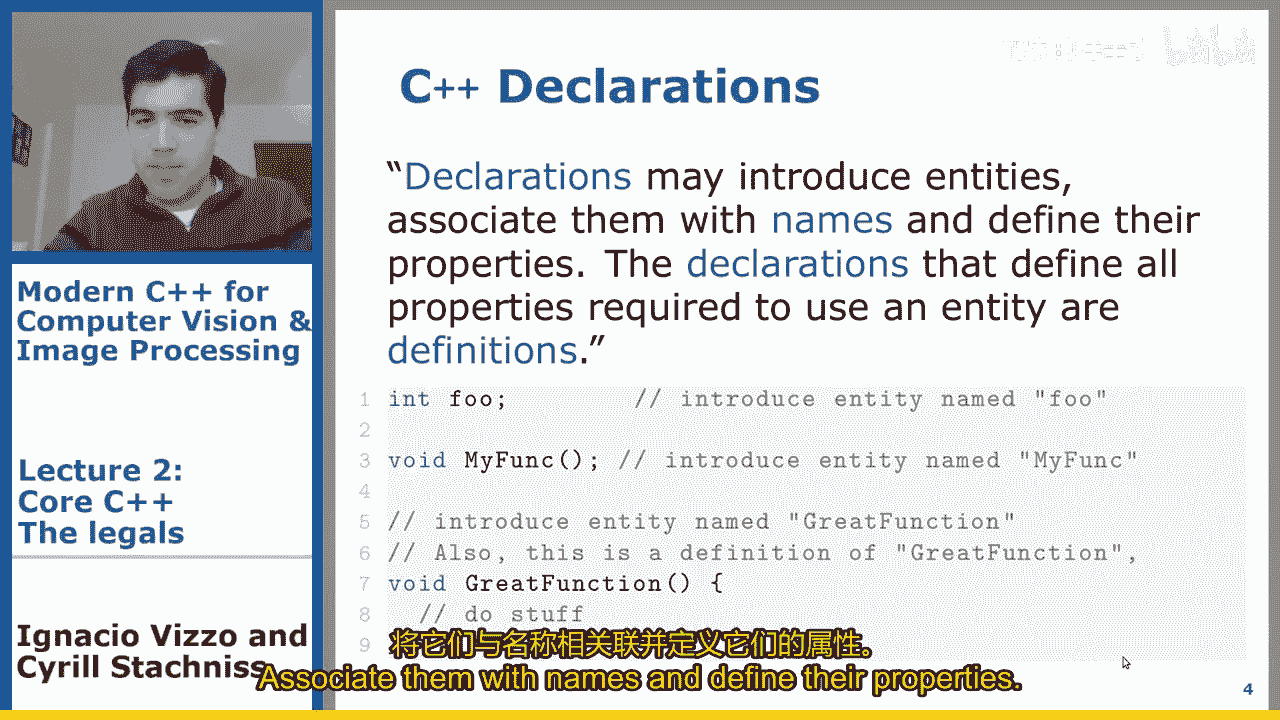 C++ Declarations
“Declarations may introduce entities,
associate them with names and define their
properties. The declarations that define all
properties required to use an entity are
definitions.”
1 int foo; // introduce entity named "foo"
2
3 void MyFunc(); // introduce entity named "MyFunc"
4
5 // introduce entity named "GreatFunction"
6 // Also, this is a definition of "GreatFunction",
7 void GreatFunction() {
8 // do stuff
9
将它们与名称相关联并定义它们的属性。
Associate them with names and define their properties.
4
Modern C++ for
Computer Vision &
Image Processing
Lecture 2:
Core C++
The legals
Ignacio Vizzo and
Cyrill Stachniss